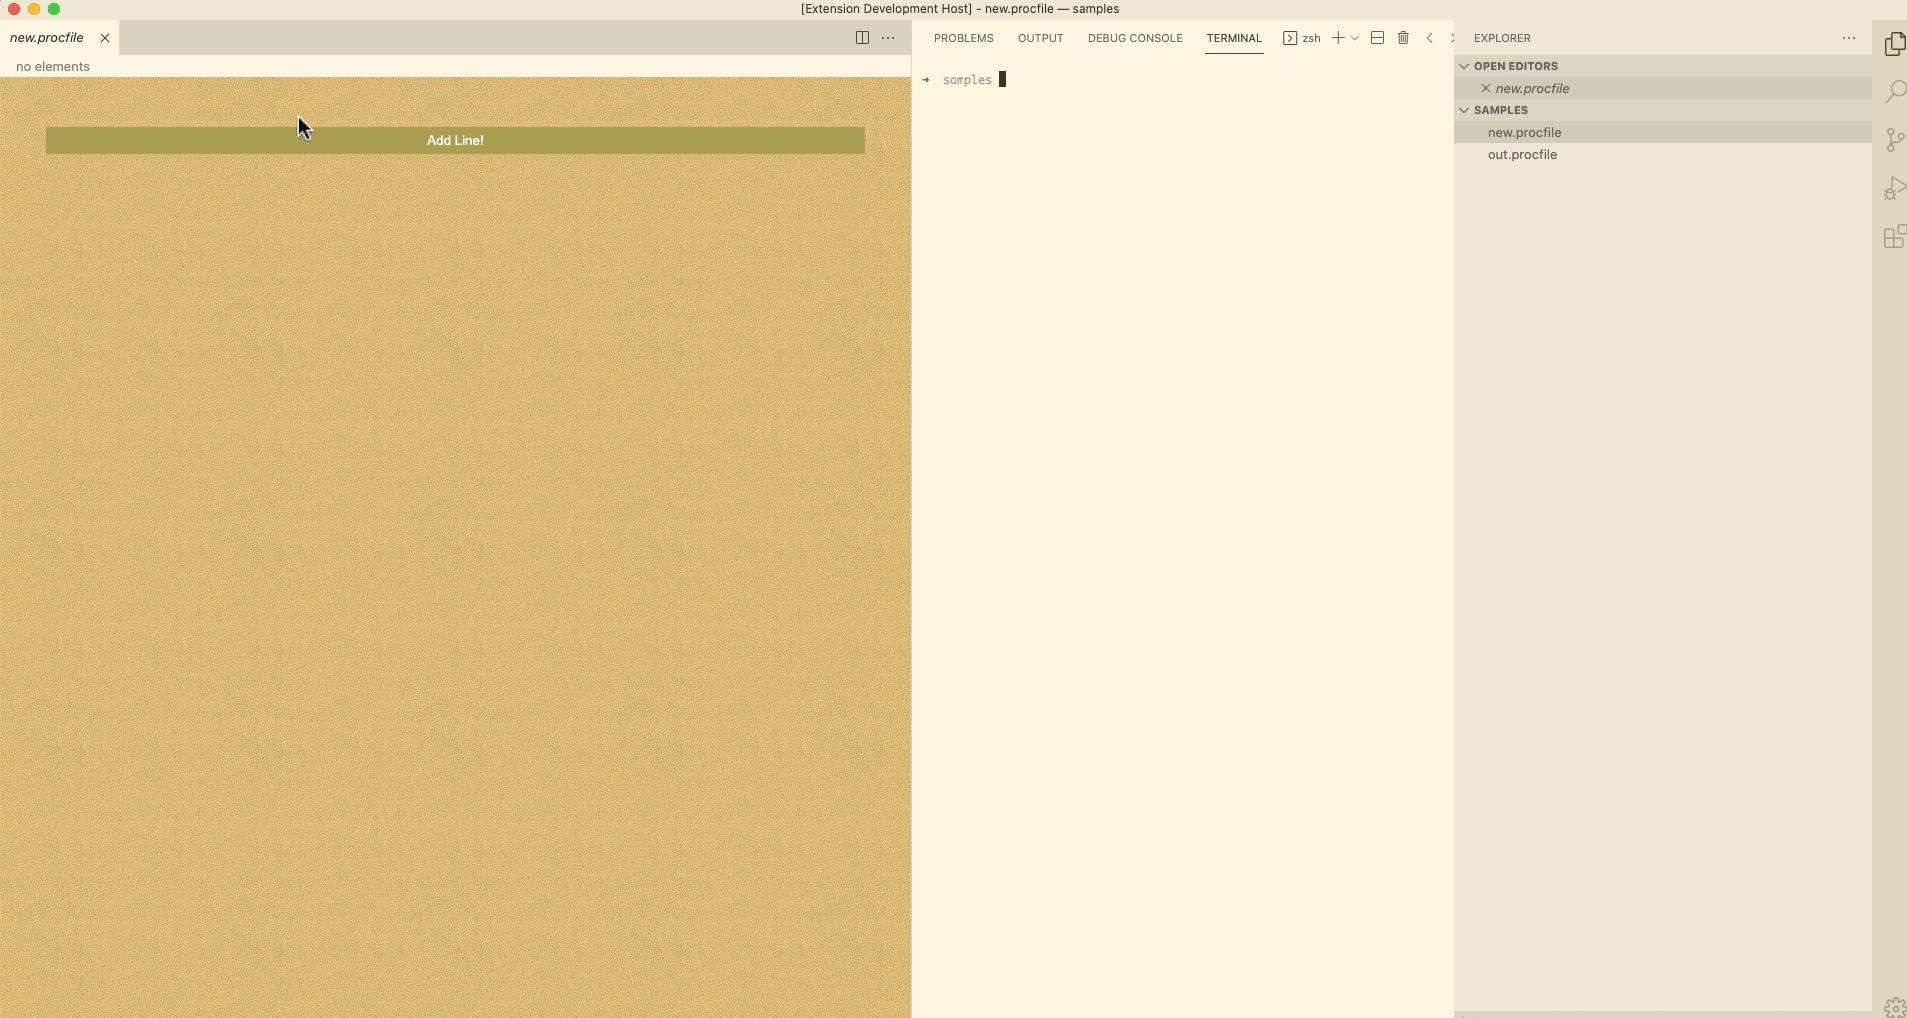 [Extension Development Host] - new.procfile — samples
new.procfile
no elements
Add Line!
PROBLEMS OUTPUT DEBUG CONSOLE TERMINAL zsh
→ samples
EXPLORER
OPEN EDITORS
new.procfile
SAMPLES
new.procfile
out.procfile